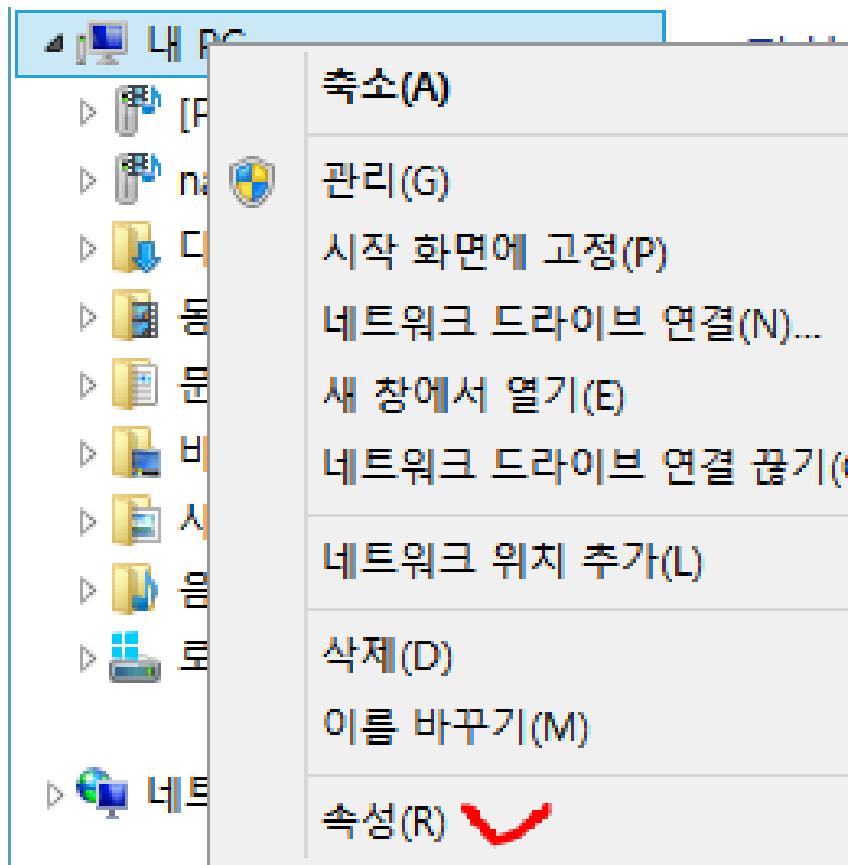 내 PC
축소(A)
관리(G)
시작 화면에 고정(P)
네트워크 드라이브 연결(N)...
새 창에서 열기(E)
네트워크 드라이브 연결 끊기(
네트워크 위치 추가(L)
삭제(D)
이름 바꾸기(M)
속성(R)